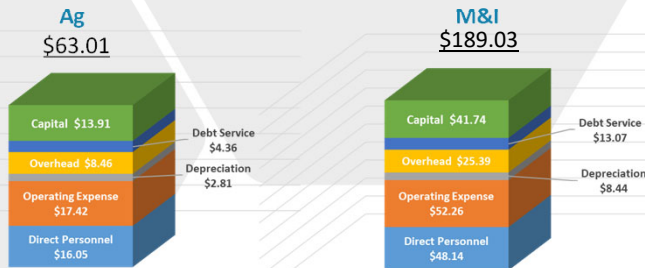 Ag
$63.01
Capital $13.91
Debt Service
$4.36
Overhead $8.46
Depreciation
$2.81
Operating Expense
$17.42
Direct Personnel
$16.05
M&I
$189.03
Capital $41.74
Debt Service
$13.07
Overhead $25.39
Depreciation
$8.44
Operating Expense
$52.26
Direct Personnel
$48.14